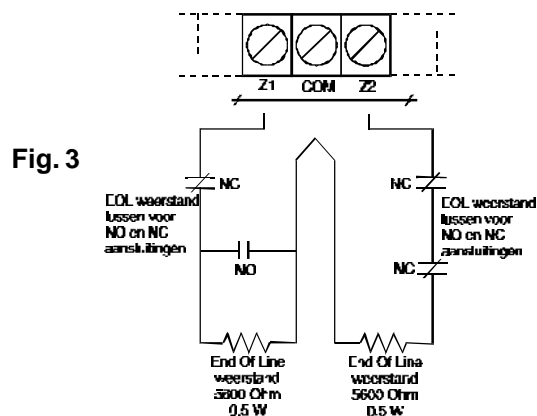 Z1 COM Z2
Fig. 3
NC
EOL weerstand
lussen voor
NO en NC
aansluitingen
NO
NC
EOL weerstand
lussen voor
NO en NC
aansluitingen
NC
End Of Line
weerstand
5600 Ohm
0.5 W
End Of Line
weerstand
5600 Ohm
0.5 W